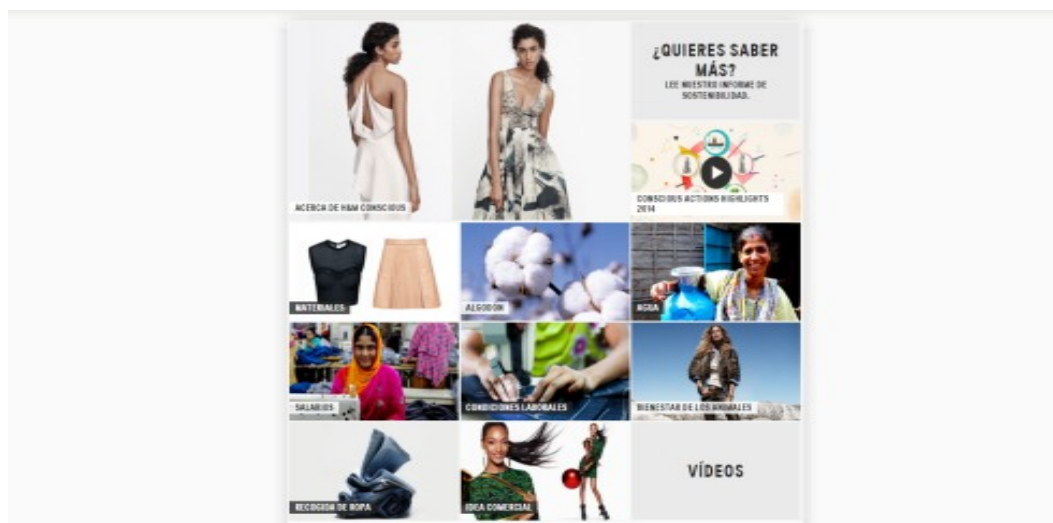 ¿QUIERES SABER
MÁS?
LEE NUESTRO INFORME DE
SOSTENIBILIDAD.
ACERCA DE H&M CONSCIOUS
CONSCIOUS ACTIONS HIGHLIGHTS
2014
MATERIALES
ALGODON
AGUA
SALARIOS
CONDICIONES LABORALES
BIENESTAR DE LOS ANIMALES
RECOGIDA DE ROPA
IDEA COMERCIAL
VÍDEOS